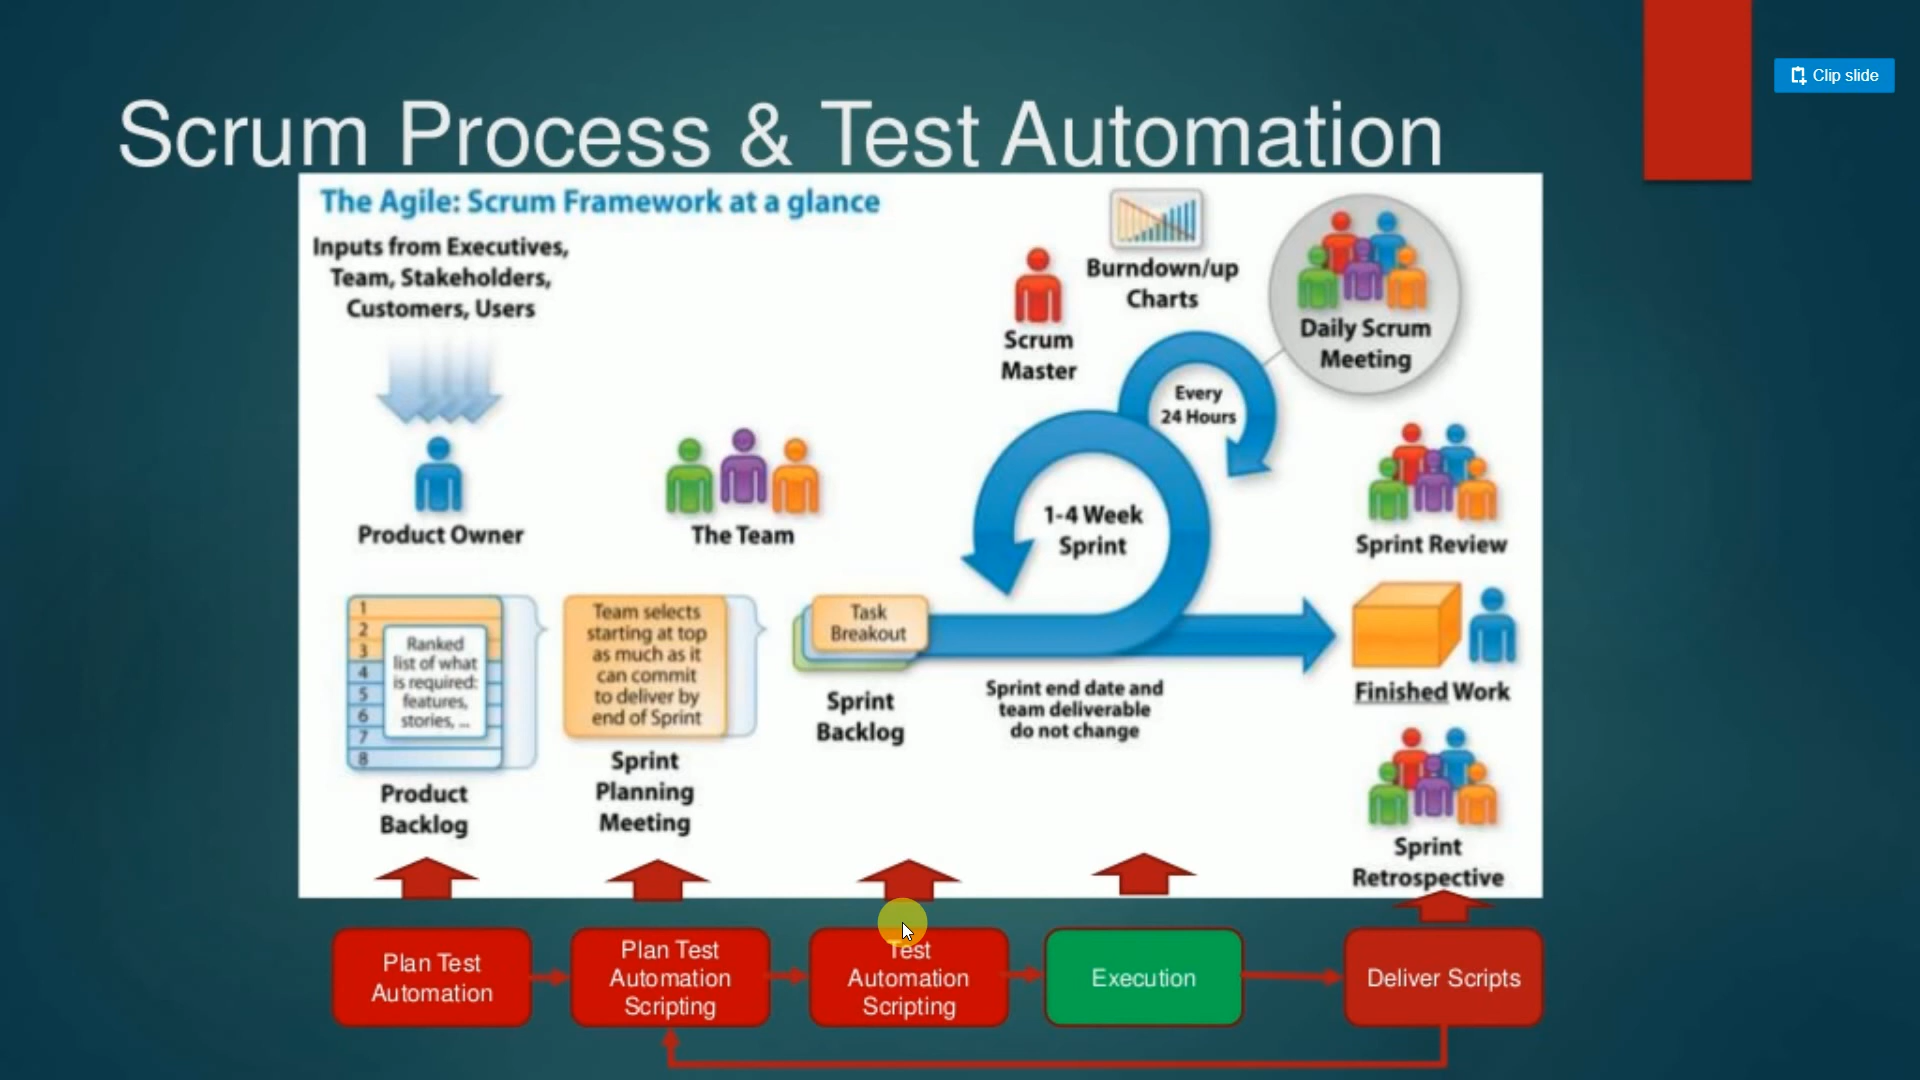 Clip slide
Scrum Process & Test Automation
The Agile: Scrum Framework at a glance
Inputs from Executives,
Team, Stakeholders,
Customers, Users
Product Owner
The Team
Scrum
Master
Burndown/up
Charts
Daily Scrum
Meeting
Every
24 Hours
1-4 Week
Sprint
Sprint Review
1
2
3
4
5
6
7
8
Ranked
list of what
is required:
features,
stories, ...
Product
Backlog
Team selects
starting at top
as much as it
can commit
to deliver by
end of Sprint
Sprint
Planning
Meeting
Task
Breakout
Sprint
Backlog
Sprint end date and
team deliverable
do not change
Finished Work
Sprint
Retrospective
Plan Test
Automation
Plan Test
Automation
Scripting
Test
Automation
Scripting
Execution
Deliver Scripts